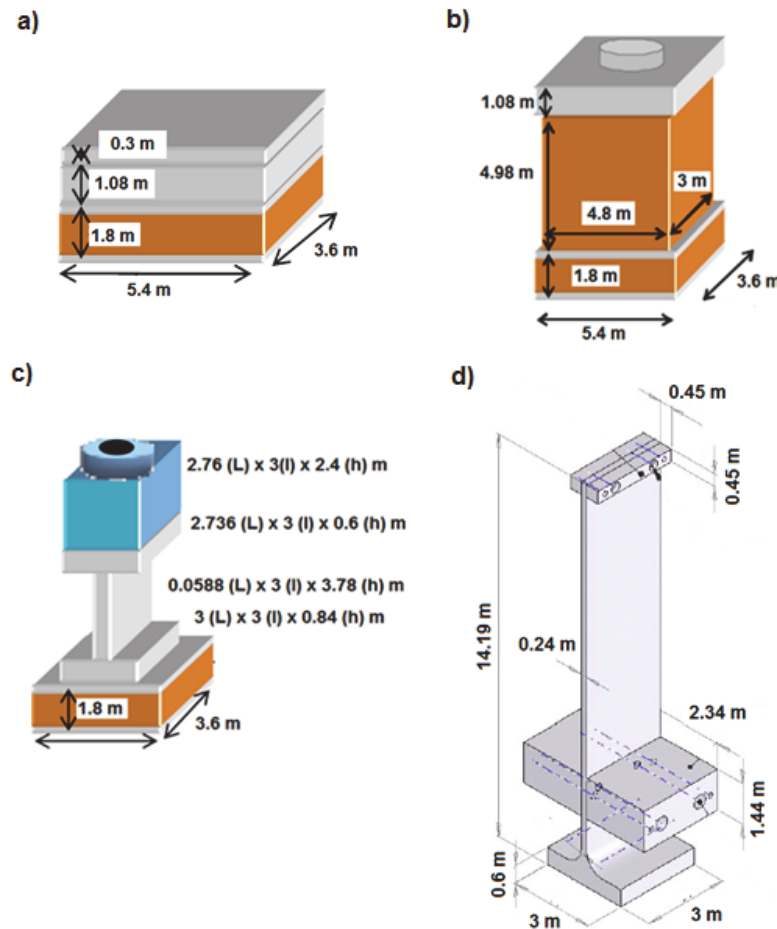 a)
0.3 m
1.08 m
1.8 m
3.6 m
5.4 m
b)
1.08 m
4.98 m
3 m
4.8 m
1.8 m
3.6 m
5.4 m
c)
2.76 (L) x 3(l) x 2.4 (h) m
2.736 (L) x 3 (l) x 0.6 (h) m
0.0588 (L) x 3 (l) x 3.78 (h) m
3 (L) x 3 (l) x 0.84 (h) m
1.8 m
3.6 m
d)
0.45 m
0.45 m
14.19 m
0.24 m
2.34 m
1.44 m
0.6 m
3 m
3 m